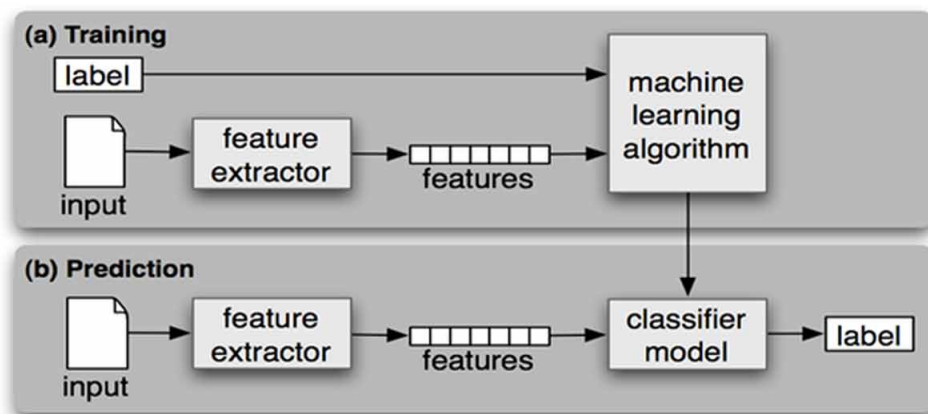 (a) Training
label
machine
learning
algorithm
feature
extractor
features
input
(b) Prediction
feature
extractor
features
input
classifier
model
label